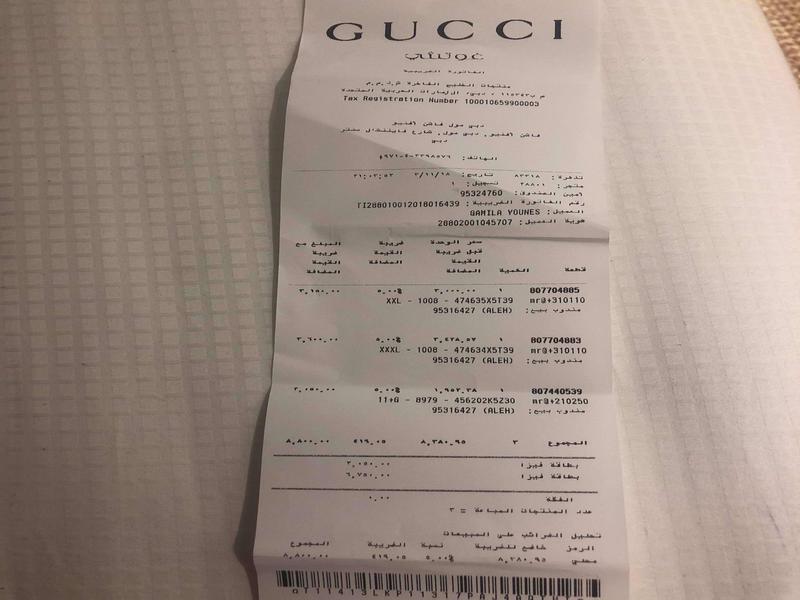 GUCCI
غوتشي
الفاتورة الضريبية
منتجات الخليج الفاخرة ش.ذ.م.م
دبي، الإمارات العربية المتحدة
Tax Registration Number 100010659900003
دبي مول فاشن افنيو
فاشن افنيو, دبي مول, شارع فايننشال سنتر
دبي
الهاتف:
تذكرة: ٨٣٣١٨ تاريخ: ٣/١١/١٨ ٢١:٠٣:٥٣
متجر: ٢٨٨٠١ تسجيل: ١
أمين الصندوق: 95324760
رقم الفاتورة الضريبية: TI288010012018016439
العميل: GAMILA YOUNES
هوية العميل: 28802001045707
سعر الوحدة ضريبة المبلغ مع
قبل ضريبة القيمة ضريبة
القيمة المضافة القيمة
قطعة الكمية المضافة المضافة
807704885 ١ ٣,٠٠٠.٠٠ ٥.٠٠% ٣,١٥٠.٠٠
mr@+310110 XXL - 1008 - 474635X5T39
مندوب بيع: 95316427 (ALEH)
807704883 ١ ٣,٤٢٨.٥٧ ٥.٠٠% ٣,٦٠٠.٠٠
mr@+310110 XXXL - 1008 - 474634X5T39
مندوب بيع: 95316427 (ALEH)
807440539 ١ ١,٩٥٢.٣٨ ٥.٠٠% ٢,٠٥٠.٠٠
mr@+210250 11+G - 8979 - 456202K5Z30
مندوب بيع: 95316427 (ALEH)
المجموع ٣ ٨,٣٨٠.٩٥ ٤١٩.٠٥ ٨,٨٠٠.٠٠
بطاقة فيزا ٢,٠٥٠.٠٠
بطاقة فيزا ٦,٧٥٠.٠٠
الفكة ٠.٠٠
عدد المنتجات المباعة = ٣
تحليل الضرائب على المبيعات
الرمز خاضع للضريبة نسبة الضريبة المجموع
محلي ٨,٣٨٠.٩٥ ٥.٠٠% ٤١٩.٠٥ ٨,٨٠٠.٠٠